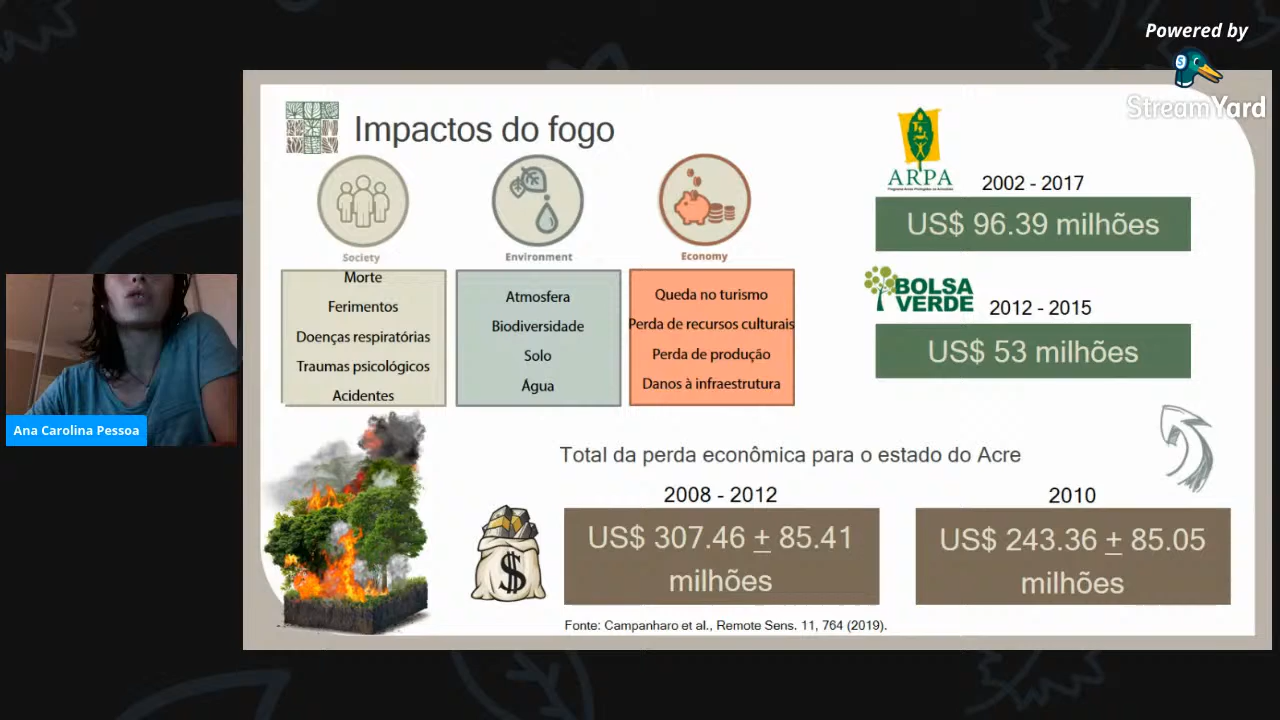 Powered by
StreamYard
Impactos do fogo
Society
Environment
Economy
Morte
Ferimentos
Doenças respiratórias
Traumas psicológicos
Acidentes
Atmosfera
Biodiversidade
Solo
Água
Queda no turismo
Perda de recursos culturais
Perda de produção
Danos à infraestrutura
ARPA
2002 - 2017
US$ 96.39 milhões
BOLSA
VERDE
2012 - 2015
US$ 53 milhões
Ana Carolina Pessoa
Total da perda econômica para o estado do Acre
2008 - 2012
US$ 307.46 ± 85.41
milhões
2010
US$ 243.36 ± 85.05
milhões
$
Fonte: Campanharo et al., Remote Sens. 11, 764 (2019).